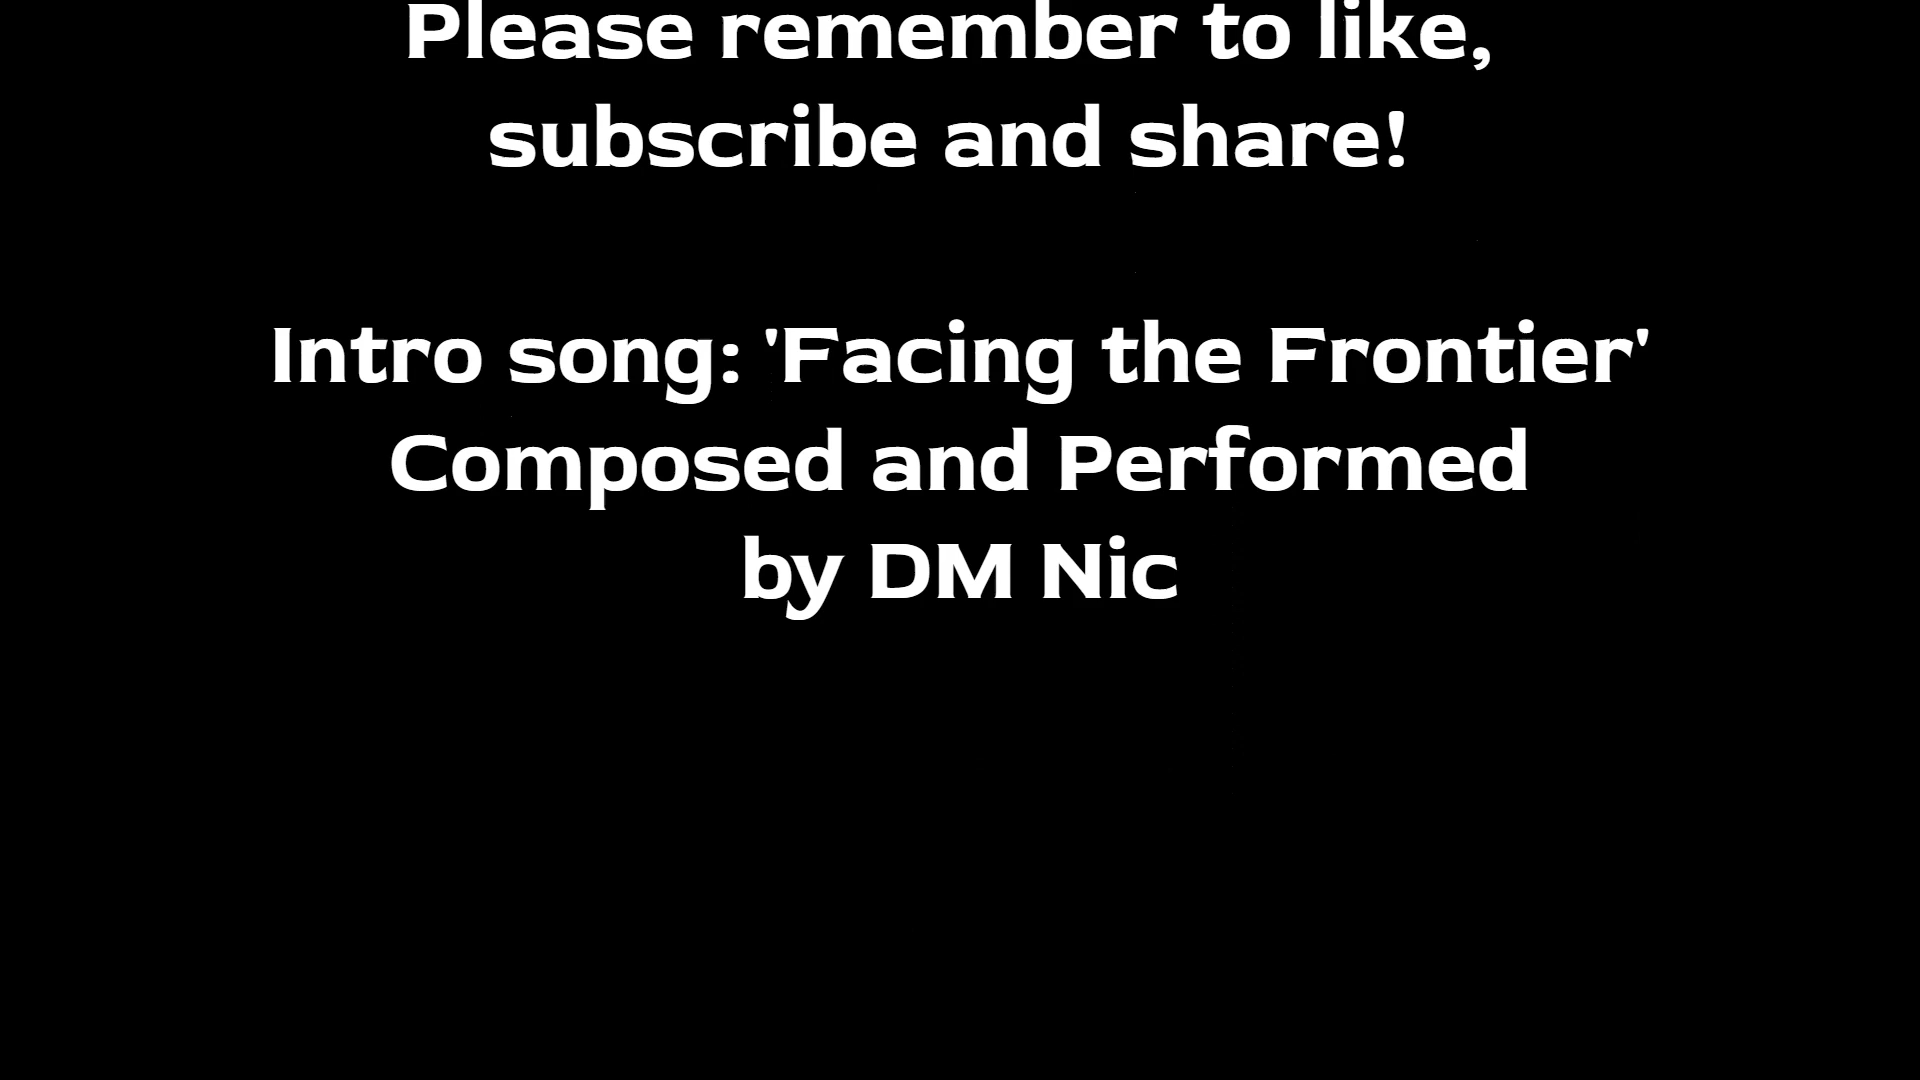 Please remember to like,
subscribe and share!
Intro song: 'Facing the Frontier'
Composed and Performed
by DM Nic